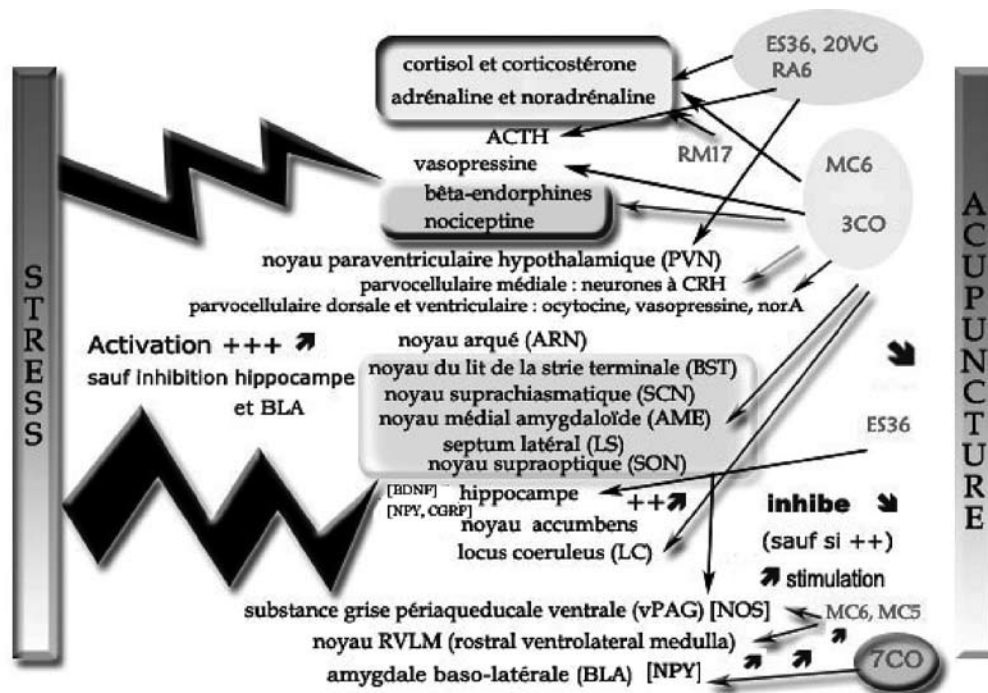 STRESS
ES36, 20VG
RA6
cortisol et corticostérone
adrénaline et noradrénaline
ACTH
RM17
vasopressine
MC6
bêta-endorphines
nociceptine
3CO
noyau paraventriculaire hypothalamique (PVN)
parvocellulaire médiale : neurones à CRH
parvocellulaire dorsale et ventriculaire : ocytocine, vasopressine, norA
Activation +++
sauf inhibition hippocampe
et BLA
noyau arqué (ARN)
noyau du lit de la strie terminale (BST)
noyau suprachiasmatique (SCN)
noyau médial amygdaloïde (AME)
septum latéral (LS)
noyau supraoptique (SON)
ES36
[BDNF] hippocampe ++
[NPY, CGRP]
noyau accumbens
locus coeruleus (LC)
inhibe
(sauf si ++)
stimulation
substance grise périaqueducale ventrale (vPAG) [NOS]
MC6, MC5
noyau RVLM (rostral ventrolateral medulla)
amygdale baso-latérale (BLA) [NPY]
7CO
ACUPUNCTURE